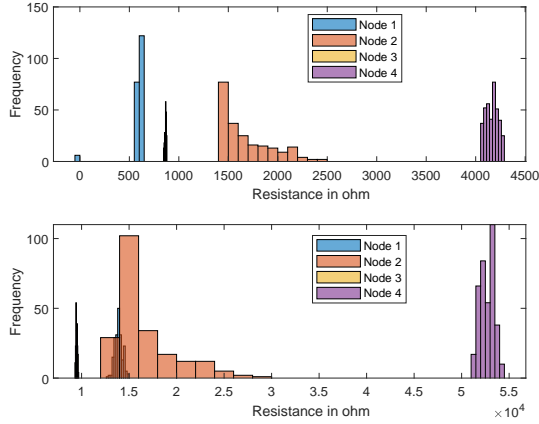 150
100
50
0
Frequency
Node 1
Node 2
Node 3
Node 4
0 500 1000 1500 2000 2500 3000 3500 4000 4500
Resistance in ohm
100
50
0
Frequency
Node 1
Node 2
Node 3
Node 4
1 1.5 2 2.5 3 3.5 4 4.5 5 5.5
Resistance in ohm
×10⁴